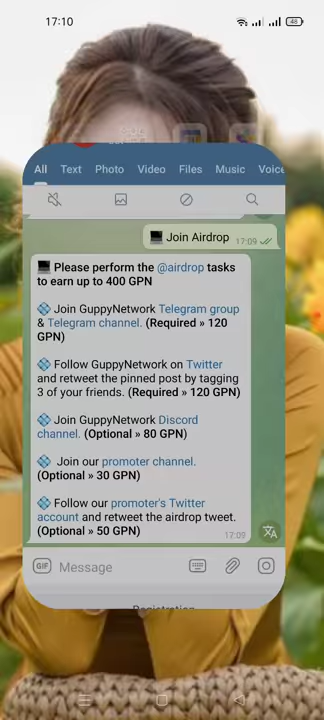 17:10
48
All Text Photo Video Files Music Voice
Join Airdrop 17:09
Please perform the @airdrop tasks
to earn up to 400 GPN
Join GuppyNetwork Telegram group
& Telegram channel. (Required » 120
GPN)
Follow GuppyNetwork on Twitter
and retweet the pinned post by tagging
3 of your friends. (Required » 120 GPN)
Join GuppyNetwork Discord
channel. (Optional » 80 GPN)
Join our promoter channel.
(Optional » 30 GPN)
Follow our promoter's Twitter
account and retweet the airdrop tweet.
(Optional » 50 GPN)
17:09
GIF Message
Registration